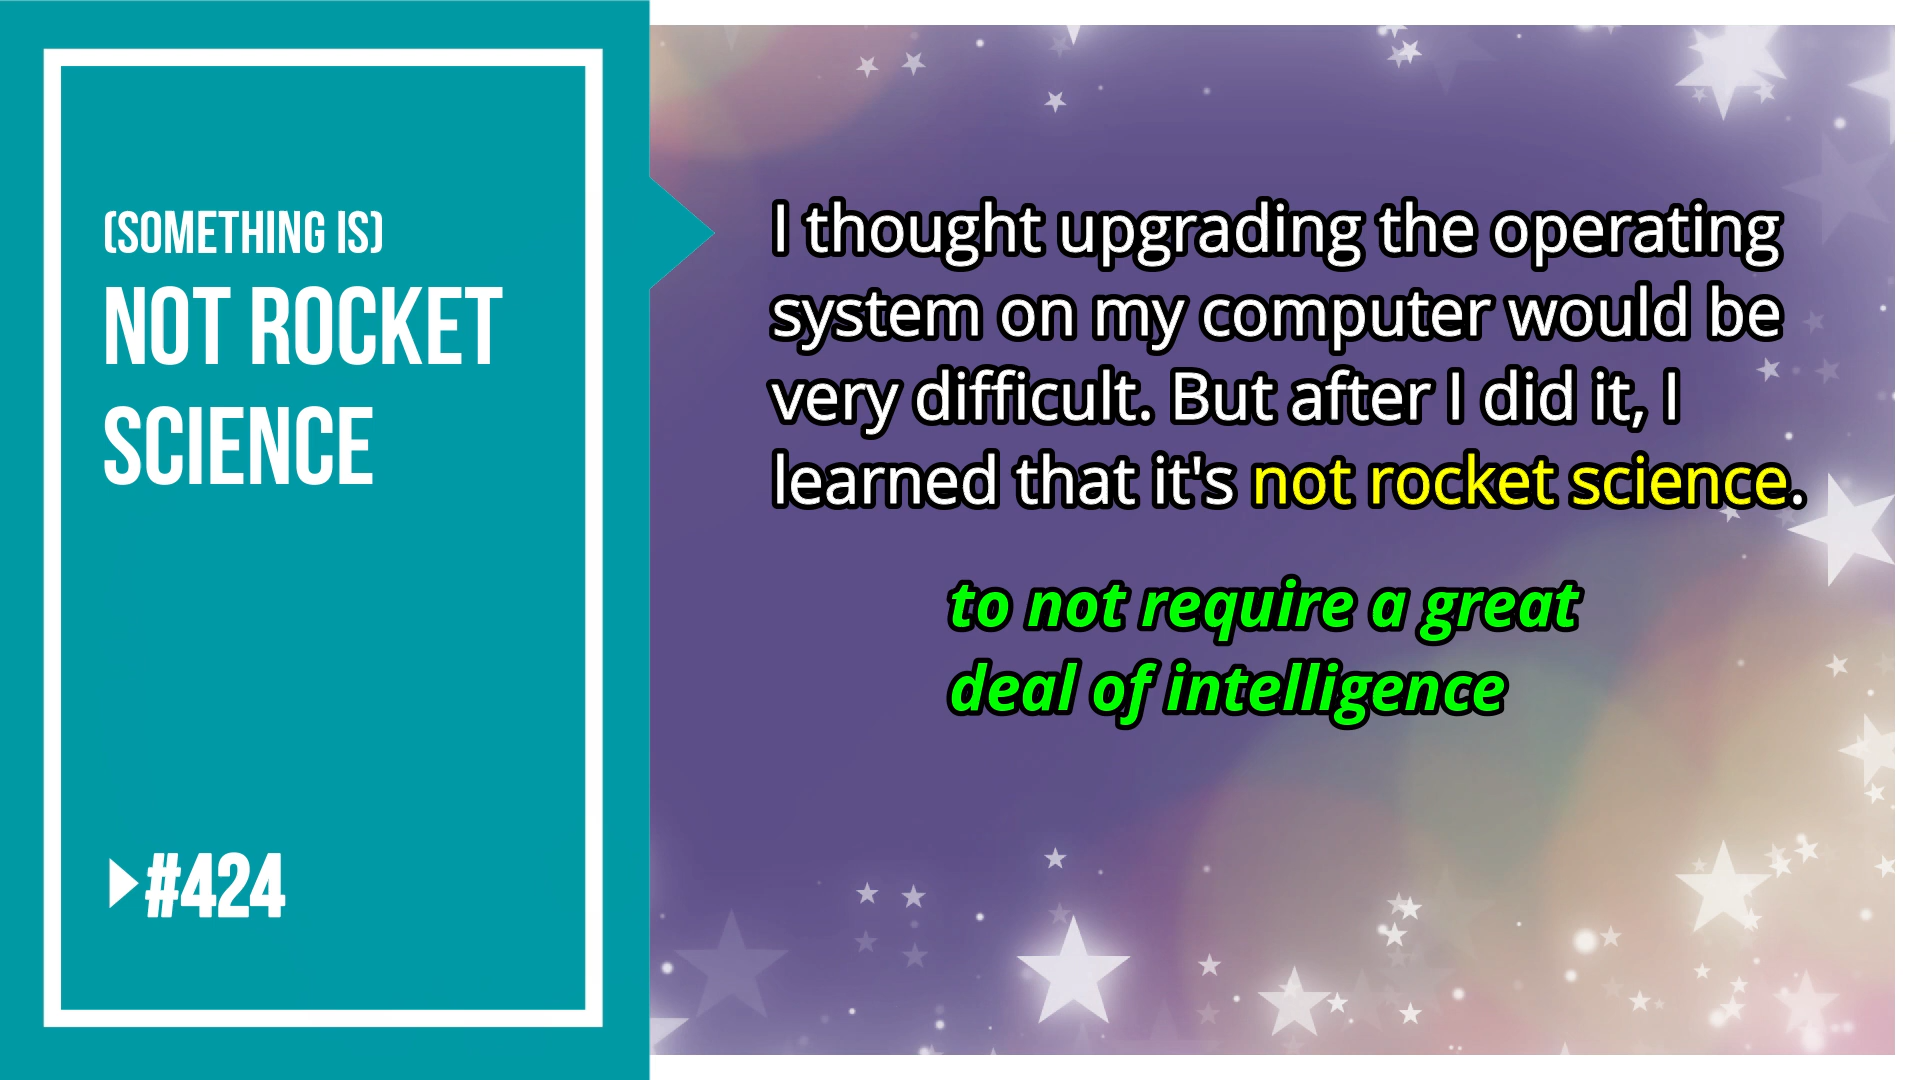 (SOMETHING IS)
NOT ROCKET
SCIENCE
#424
I thought upgrading the operating
system on my computer would be
very difficult. But after I did it, I
learned that it's not rocket science.
to not require a great
deal of intelligence